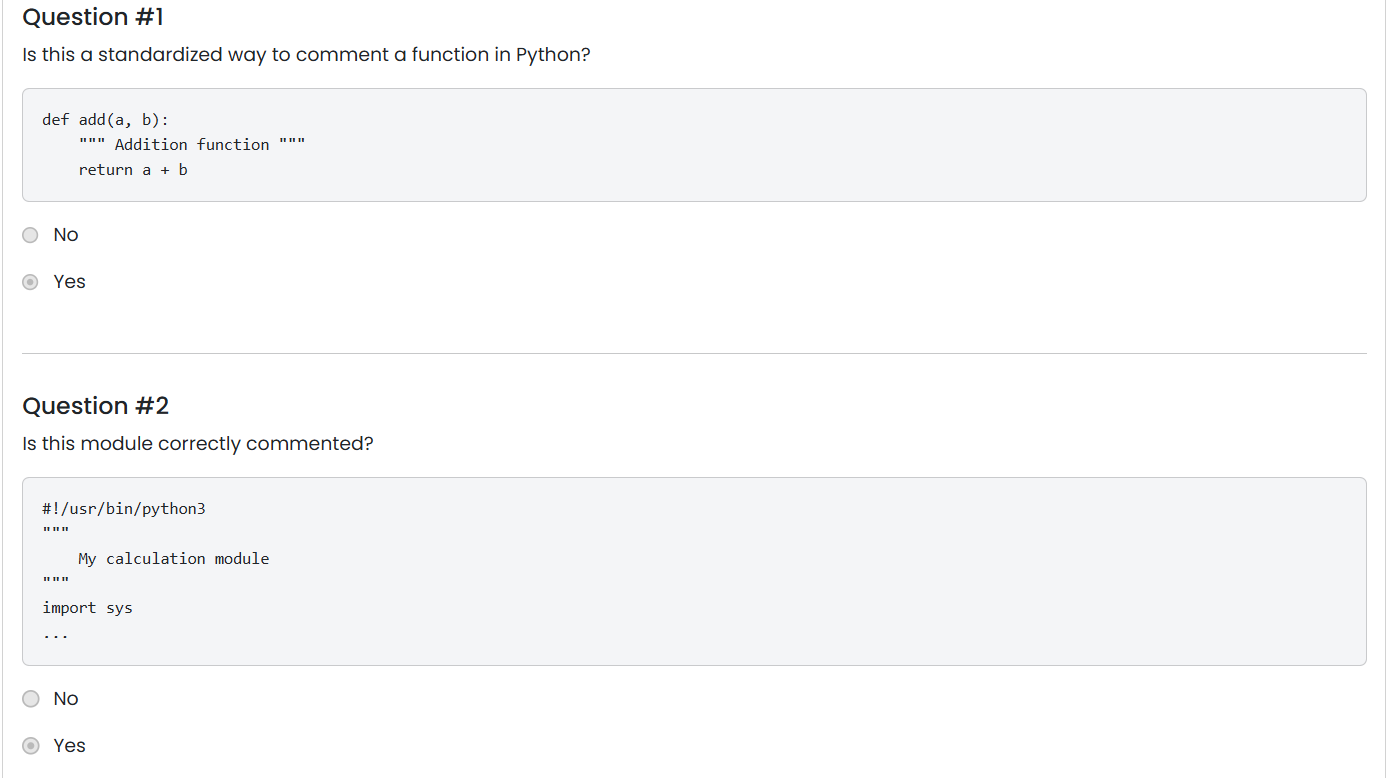 Question #1
Is this a standardized way to comment a function in Python?
def add(a, b):
    """ Addition function """
    return a + b
No
Yes
Question #2
Is this module correctly commented?
#!/usr/bin/python3
"""
    My calculation module
"""
import sys
...
No
Yes